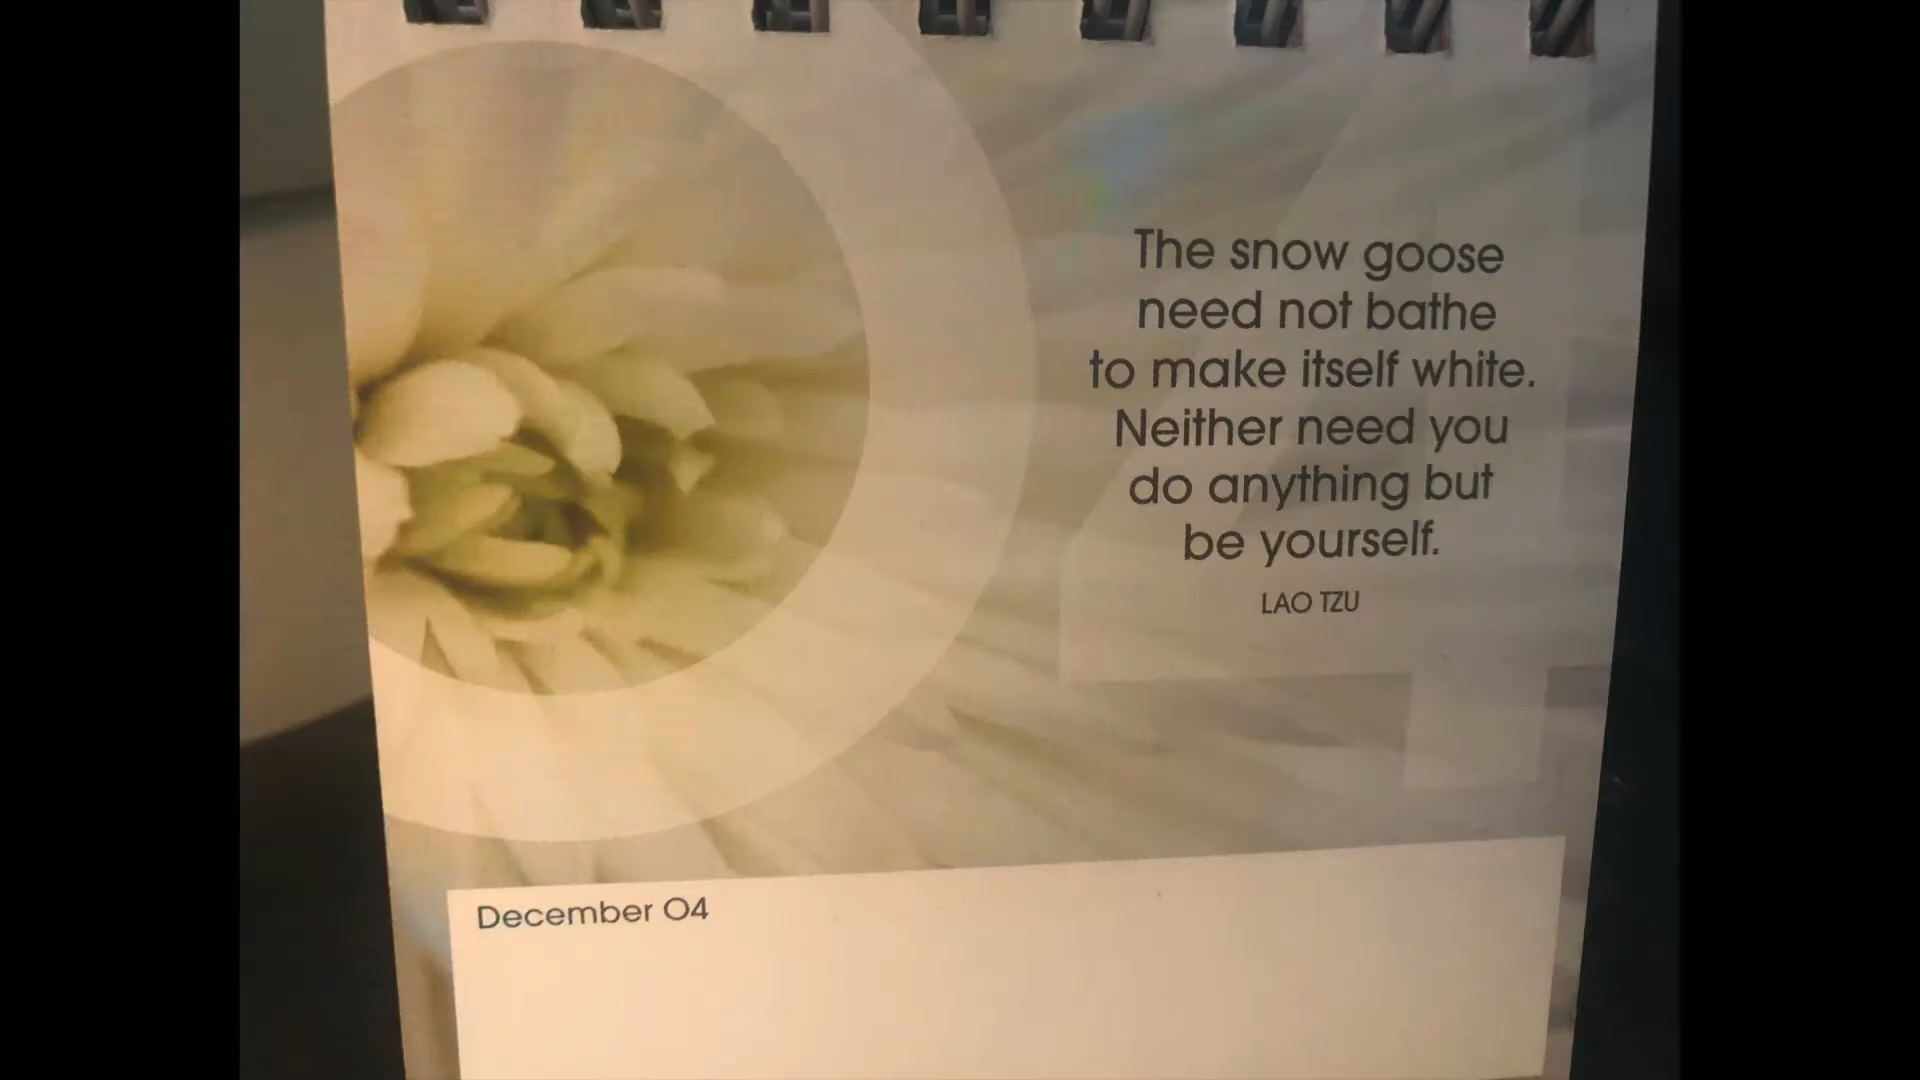 The snow goose
need not bathe
to make itself white.
Neither need you
do anything but
be yourself.
LAO TZU
December 04